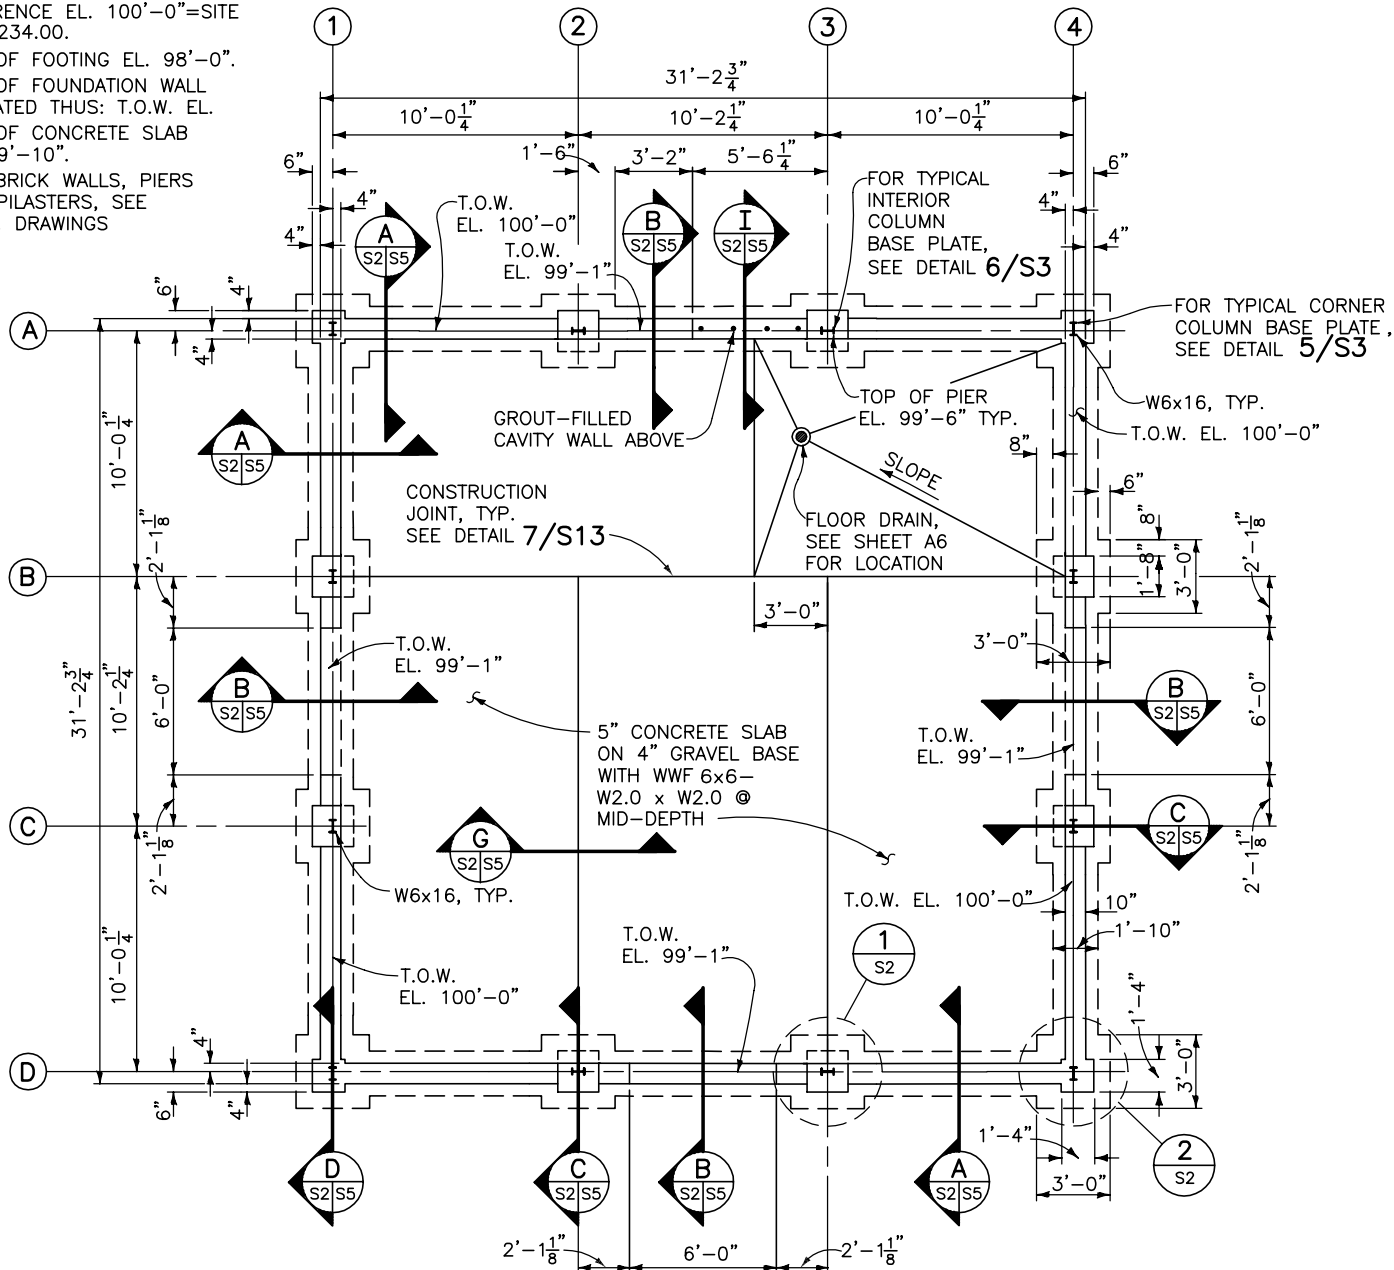 RENCE EL. 100'-0"=SITE
234.00.
OF FOOTING EL. 98'-0".
OF FOUNDATION WALL
ATED THUS: T.O.W. EL.
OF CONCRETE SLAB
9'-10".
BRICK WALLS, PIERS
PILASTERS, SEE
DRAWINGS
1
2
3
4
31'-2 3/4"
10'-0 1/4"
10'-2 1/4"
10'-0 1/4"
1'-6"
3'-2"
5'-6 1/4"
6"
4"
4"
6"
4"
4"
A
S2 S5
T.O.W.
EL. 100'-0"
T.O.W.
EL. 99'-1"
B
S2 S5
I
S2 S5
FOR TYPICAL
INTERIOR
COLUMN
BASE PLATE,
SEE DETAIL 6/S3
FOR TYPICAL CORNER
COLUMN BASE PLATE,
SEE DETAIL 5/S3
6"
4"
4"
A
W6x16, TYP.
T.O.W. EL. 100'-0"
TOP OF PIER
EL. 99'-6" TYP.
GROUT-FILLED
CAVITY WALL ABOVE
A
S2 S5
10'-0 1/4"
SLOPE
8"
6"
CONSTRUCTION
JOINT, TYP.
SEE DETAIL 7/S13
FLOOR DRAIN,
SEE SHEET A6
FOR LOCATION
2'-1 1/8"
8"
1'-8"
3'-0"
2'-1 1/8"
B
3'-0"
3'-0"
T.O.W.
EL. 99'-1"
B
S2 S5
31'-2 3/4"
10'-2 1/4"
6'-0"
5" CONCRETE SLAB
ON 4" GRAVEL BASE
WITH WWF 6x6-
W2.0 x W2.0 @
MID-DEPTH
T.O.W.
EL. 99'-1"
B
S2 S5
6'-0"
C
G
S2 S5
C
S2 S5
2'-1 1/8"
2'-1 1/8"
W6x16, TYP.
T.O.W. EL. 100'-0"
10"
1'-10"
10'-0 1/4"
T.O.W.
EL. 99'-1"
1
S2
T.O.W.
EL. 100'-0"
1'-4"
3'-0"
D
4"
6"
4"
D
S2 S5
C
S2 S5
B
S2 S5
A
S2 S5
1'-4"
3'-0"
2
S2
2'-1 1/8"
6'-0"
2'-1 1/8"